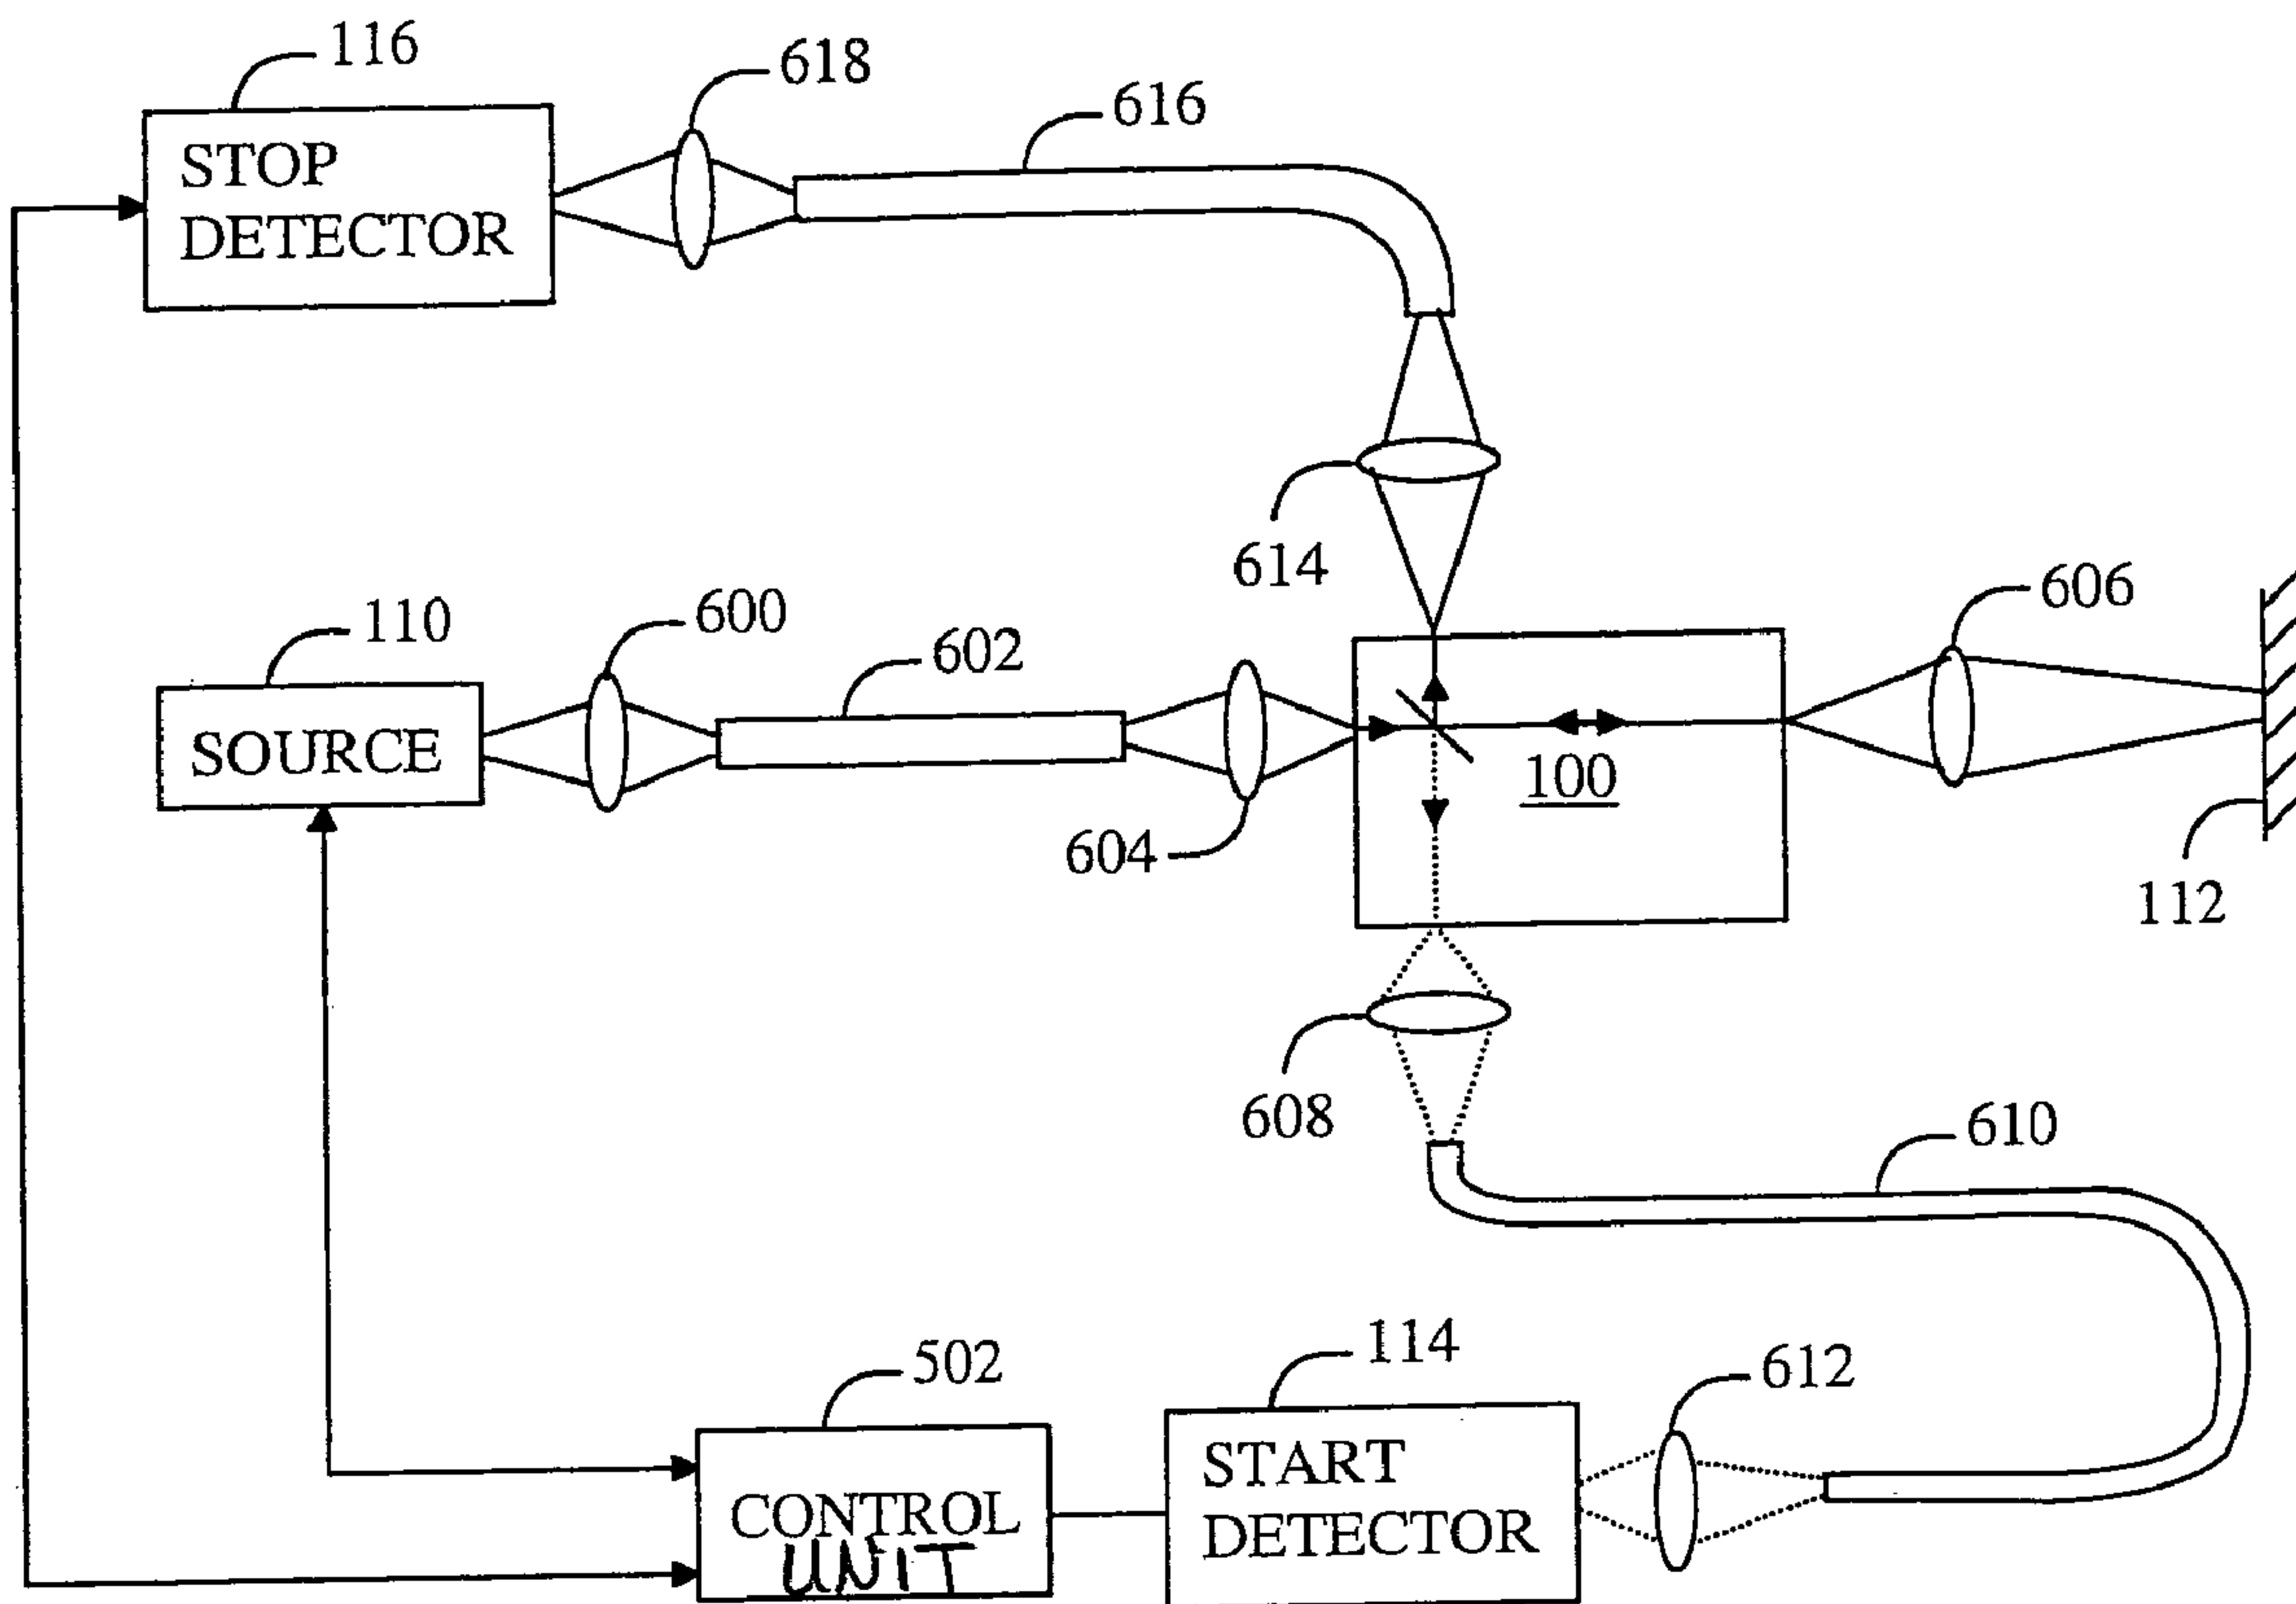 116
618
616
STOP
DETECTOR
614
606
110
600
602
SOURCE
604
100
112
608
610
502
114
612
CONTROL
UNIT
START
DETECTOR